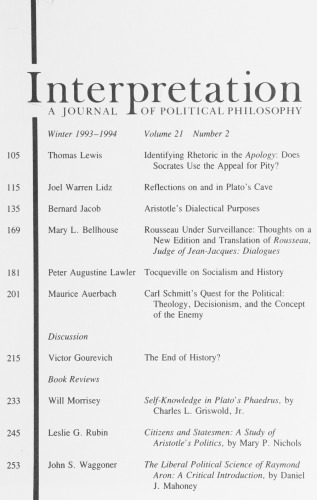 Interpretation
A JOURNAL OF POLITICAL PHILOSOPHY
Winter 1993–1994 Volume 21 Number 2
105 Thomas Lewis Identifying Rhetoric in the Apology: Does
Socrates Use the Appeal for Pity?
115 Joel Warren Lidz Reflections on and in Plato's Cave
135 Bernard Jacob Aristotle's Dialectical Purposes
169 Mary L. Bellhouse Rousseau Under Surveillance: Thoughts on a
New Edition and Translation of Rousseau,
Judge of Jean-Jacques: Dialogues
181 Peter Augustine Lawler Tocqueville on Socialism and History
201 Maurice Auerbach Carl Schmitt's Quest for the Political:
Theology, Decisionism, and the Concept
of the Enemy
Discussion
215 Victor Gourevich The End of History?
Book Reviews
233 Will Morrisey Self-Knowledge in Plato's Phaedrus, by
Charles L. Griswold, Jr.
245 Leslie G. Rubin Citizens and Statesmen: A Study of
Aristotle's Politics, by Mary P. Nichols
253 John S. Waggoner The Liberal Political Science of Raymond
Aron: A Critical Introduction, by Daniel
J. Mahoney